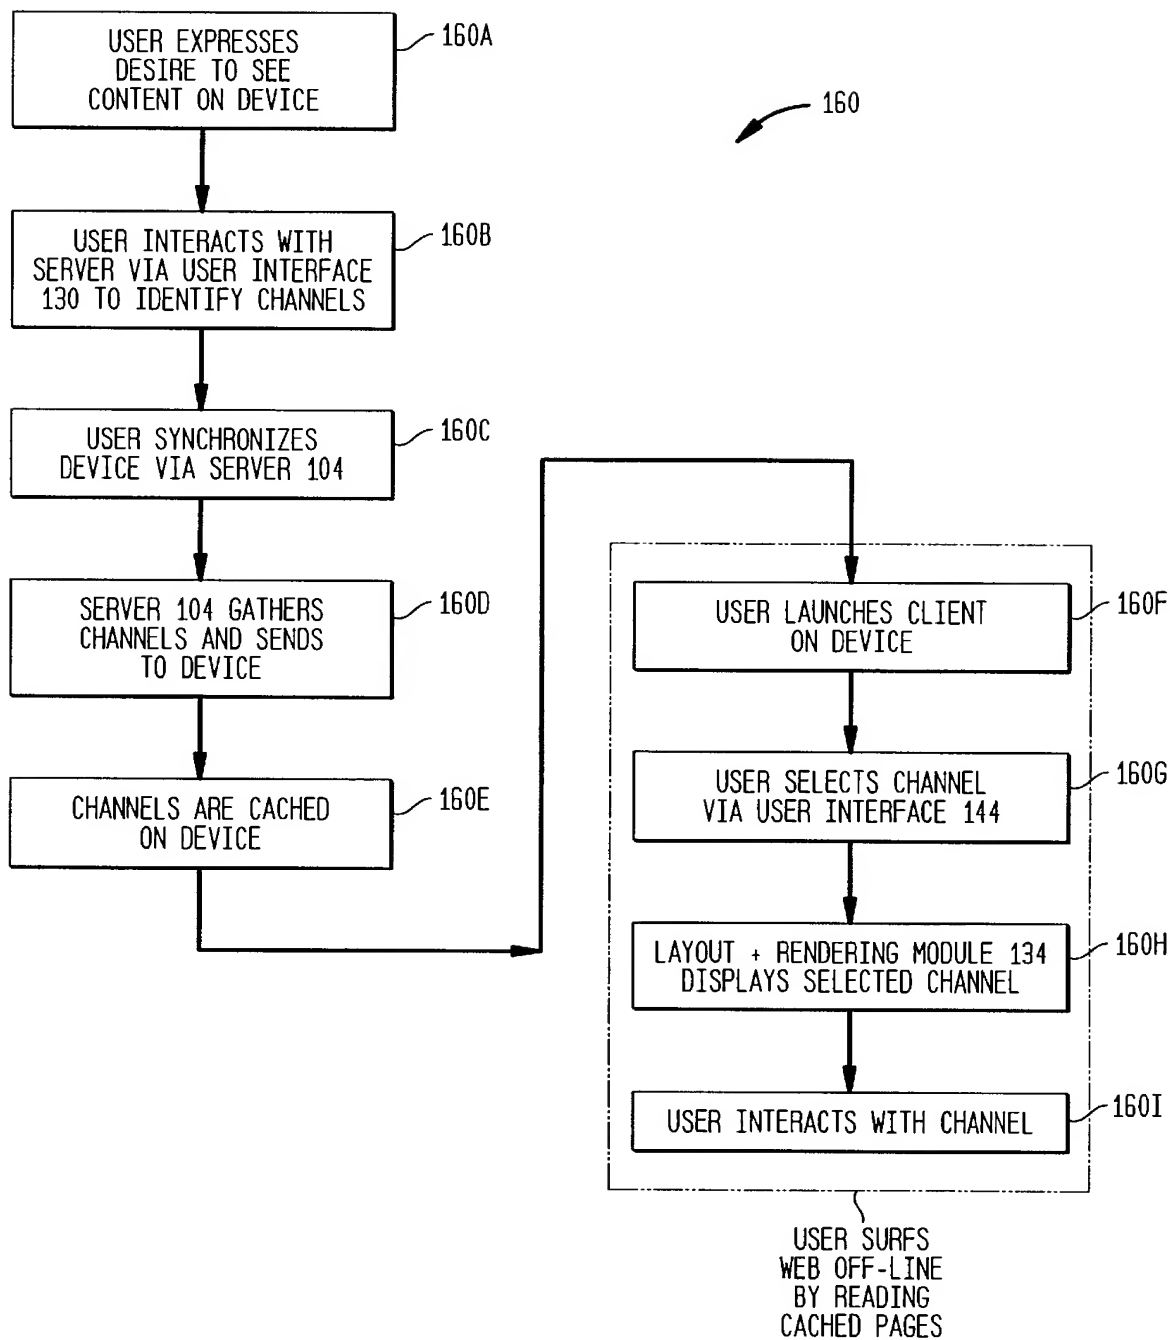 USER EXPRESSES
DESIRE TO SEE
CONTENT ON DEVICE
160A
160
USER INTERACTS WITH
SERVER VIA USER INTERFACE
130 TO IDENTIFY CHANNELS
160B
USER SYNCHRONIZES
DEVICE VIA SERVER 104
160C
SERVER 104 GATHERS
CHANNELS AND SENDS
TO DEVICE
160D
CHANNELS ARE CACHED
ON DEVICE
160E
USER LAUNCHES CLIENT
ON DEVICE
160F
USER SELECTS CHANNEL
VIA USER INTERFACE 144
160G
LAYOUT + RENDERING MODULE 134
DISPLAYS SELECTED CHANNEL
160H
USER INTERACTS WITH CHANNEL
160I
USER SURFS
WEB OFF-LINE
BY READING
CACHED PAGES